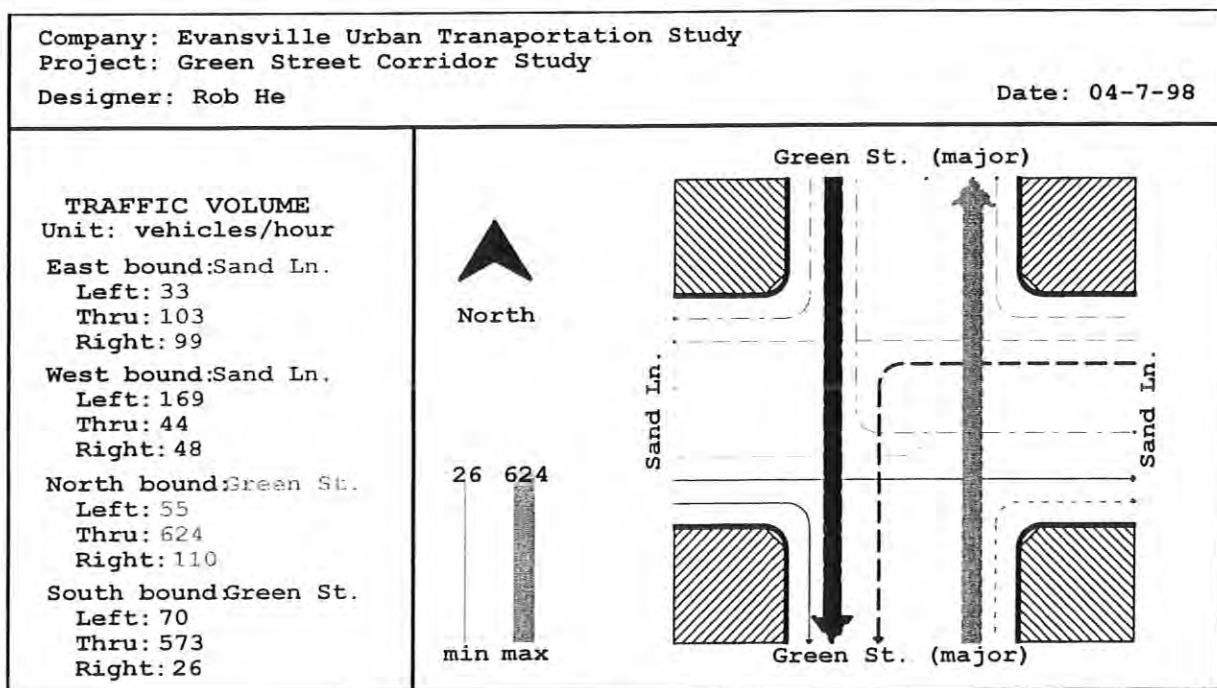 Company: Evansville Urban Tranaportation Study
Project: Green Street Corridor Study
Designer: Rob He
Date: 04-7-98
TRAFFIC VOLUME
Unit: vehicles/hour
East bound:Sand Ln.
Left: 33
Thru: 103
Right: 99
West bound:Sand Ln.
Left: 169
Thru: 44
Right: 48
North bound:Green St.
Left: 55
Thru: 624
Right: 110
South bound:Green St.
Left: 70
Thru: 573
Right: 26
North
26 624
min max
Green St. (major)
Sand Ln.
Sand Ln.
Green St. (major)